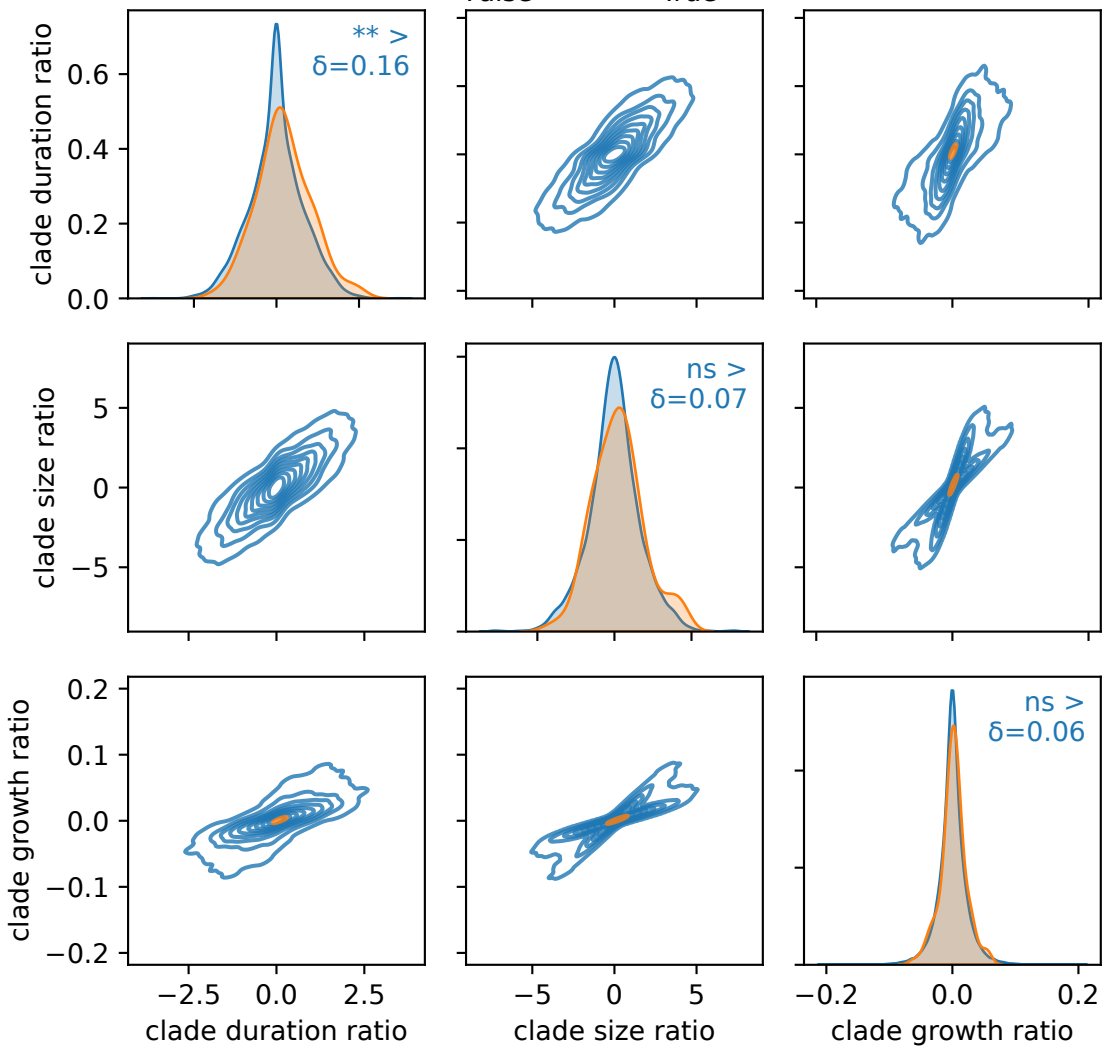 clade duration ratio
0.6
0.4
0.2
0.0
** >
δ=0.16
clade size ratio
5
0
−5
ns >
δ=0.07
clade growth ratio
0.2
0.1
0.0
−0.1
−0.2
ns >
δ=0.06
−2.5 0.0 2.5
−5 0 5
−0.2 0.0 0.2
clade duration ratio
clade size ratio
clade growth ratio